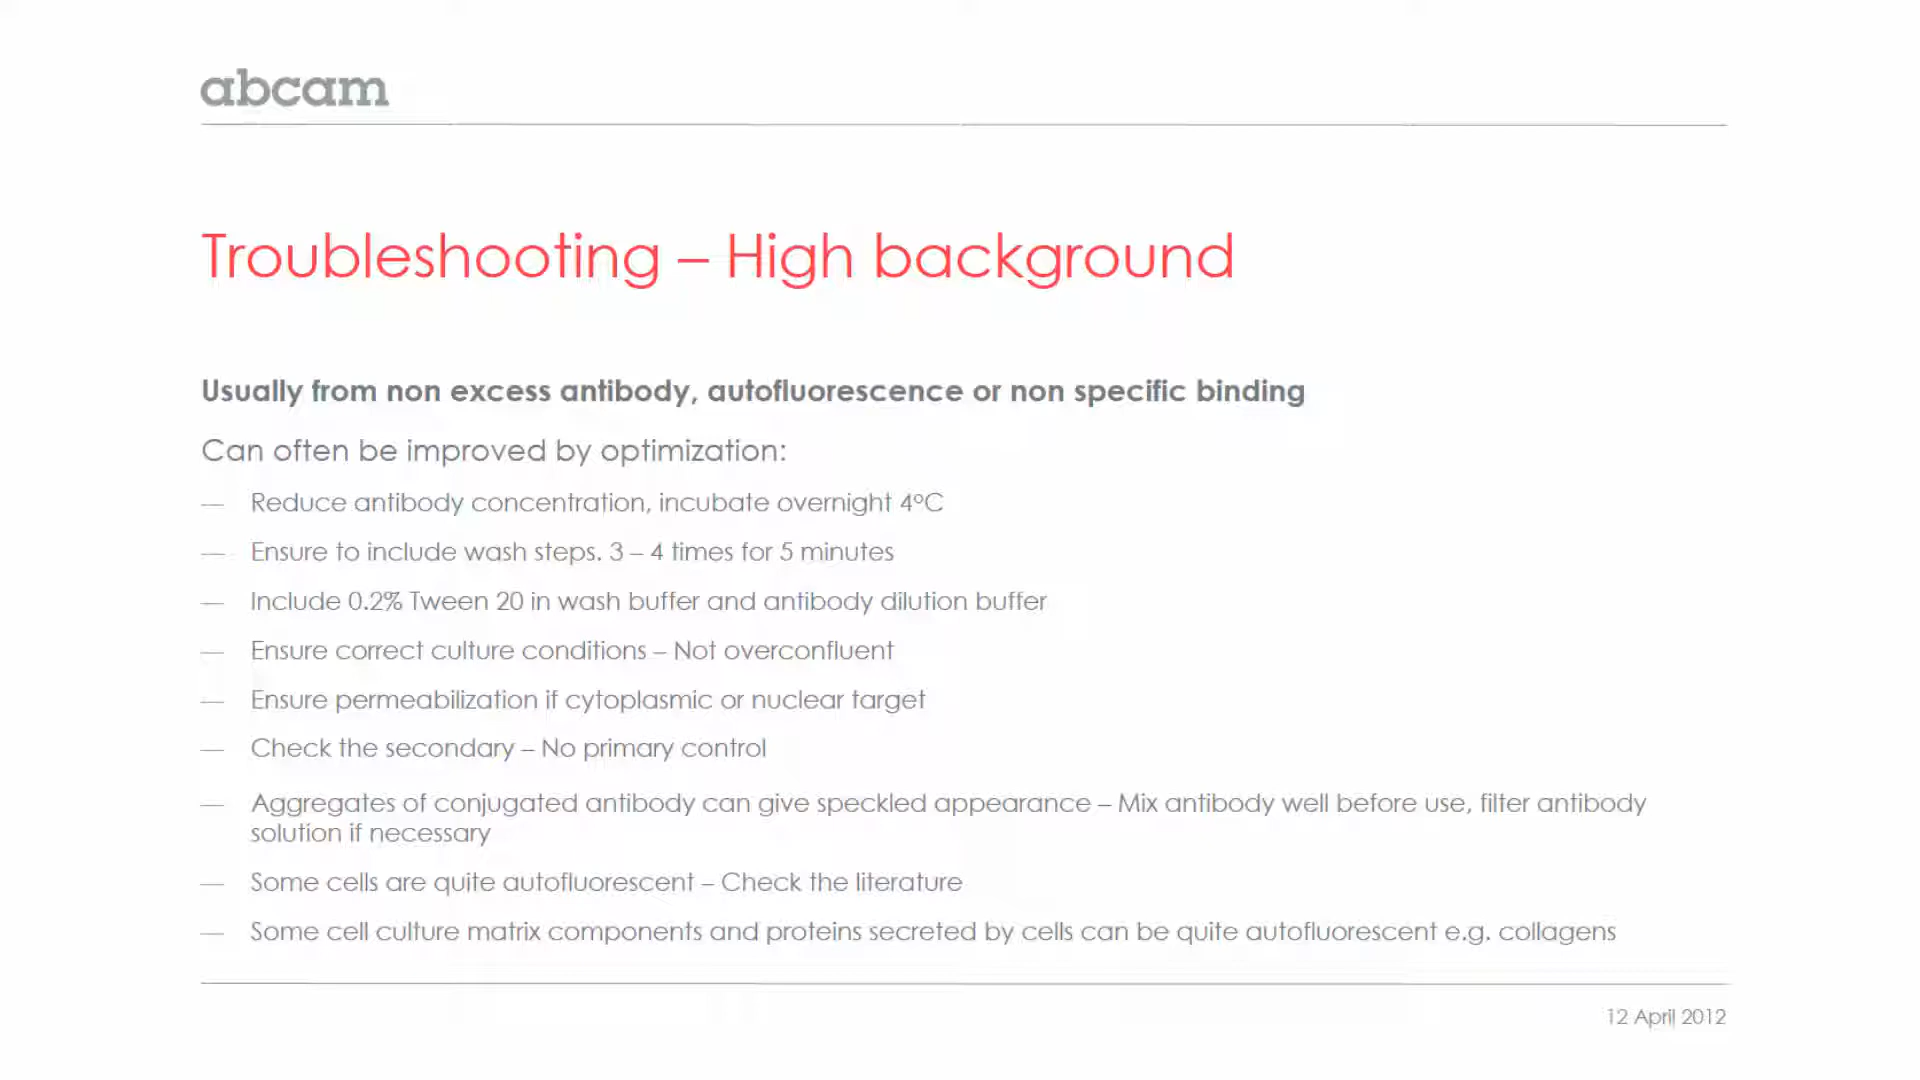 abcam
Troubleshooting – High background
Usually from non excess antibody, autofluorescence or non specific binding
Can often be improved by optimization:
— Reduce antibody concentration, incubate overnight 4ºC
— Ensure to include wash steps. 3 – 4 times for 5 minutes
— Include 0.2% Tween 20 in wash buffer and antibody dilution buffer
— Ensure correct culture conditions – Not overconfluent
— Ensure permeabilization if cytoplasmic or nuclear target
— Check the secondary – No primary control
— Aggregates of conjugated antibody can give speckled appearance – Mix antibody well before use, filter antibody
solution if necessary
— Some cells are quite autofluorescent – Check the literature
— Some cell culture matrix components and proteins secreted by cells can be quite autofluorescent e.g. collagens
12 April 2012